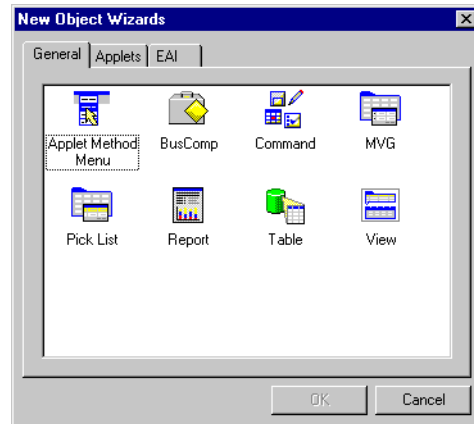 New Object Wizards
General Applets EAI
Applet Method Menu BusComp Command MVG
Pick List Report Table View
OK Cancel